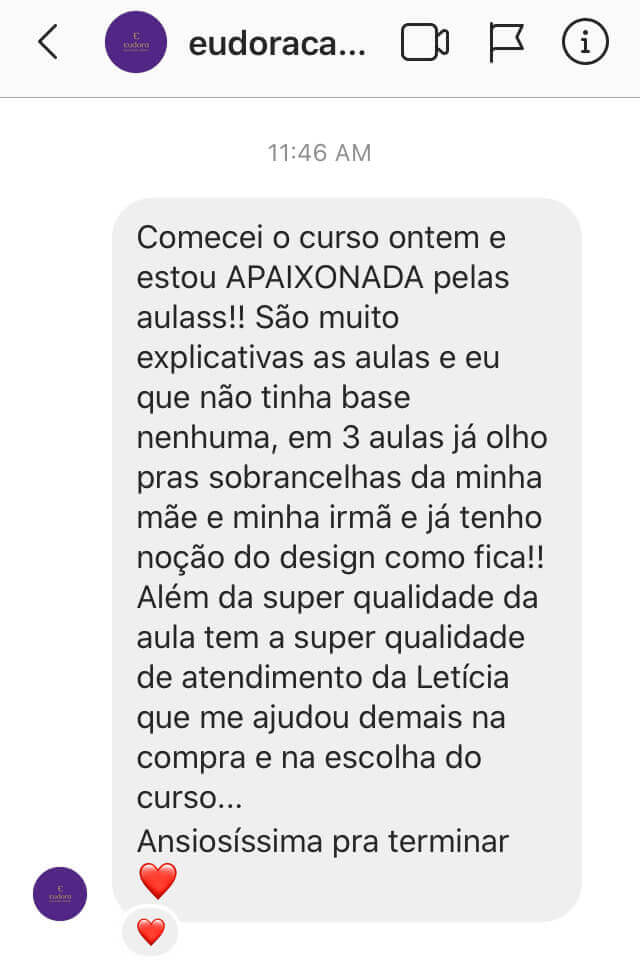 eudoraca...
11:46 AM
Comecei o curso ontem e
estou APAIXONADA pelas
aulass!! São muito
explicativas as aulas e eu
que não tinha base
nenhuma, em 3 aulas já olho
pras sobrancelhas da minha
mãe e minha irmã e já tenho
noção do design como fica!!
Além da super qualidade da
aula tem a super qualidade
de atendimento da Letícia
que me ajudou demais na
compra e na escolha do
curso...
Ansiosíssima pra terminar
❤️